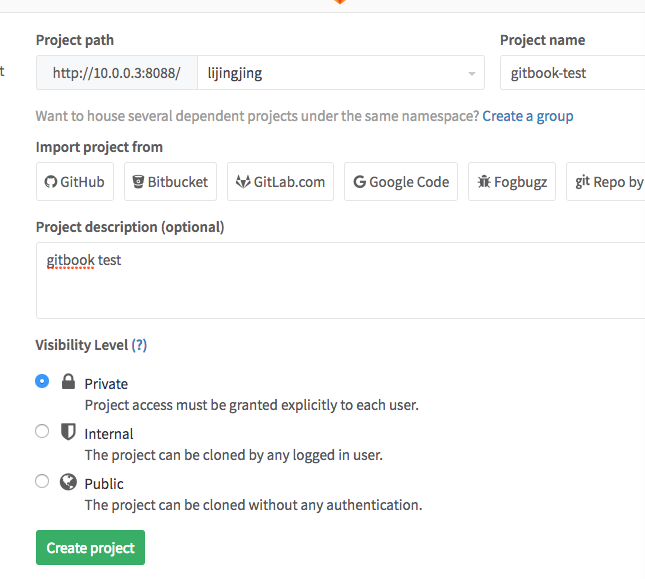 Project path
Project name
t
http://10.0.0.3:8088/
lijingjing
gitbook-test
Want to house several dependent projects under the same namespace? Create a group
Import project from
GitHub
Bitbucket
GitLab.com
Google Code
Fogbugz
git Repo by
Project description (optional)
gitbook test
Visibility Level (?)
Private
Project access must be granted explicitly to each user.
Internal
The project can be cloned by any logged in user.
Public
The project can be cloned without any authentication.
Create project